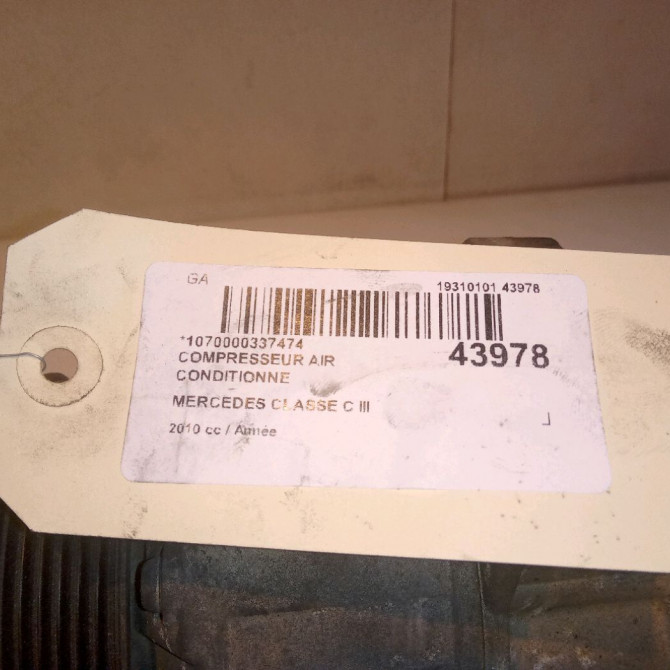 GA
19310101 43978
*1070000337474
43978
COMPRESSEUR AIR
CONDITIONNE
MERCEDES CLASSE C III
2010 cc / Année